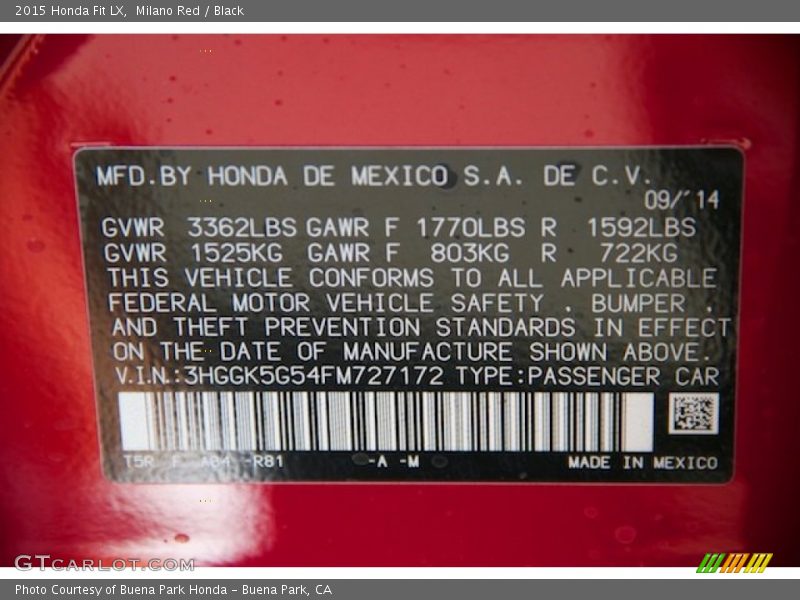 2015 Honda Fit LX, Milano Red / Black
MFD.BY HONDA DE MEXICO S.A. DE C.V.
09/'14
GVWR 3362LBS GAWR F 1770LBS R 1592LBS
GVWR 1525KG GAWR F 803KG R 722KG
THIS VEHICLE CONFORMS TO ALL APPLICABLE
FEDERAL MOTOR VEHICLE SAFETY . BUMPER .
AND THEFT PREVENTION STANDARDS IN EFFECT
ON THE DATE OF MANUFACTURE SHOWN ABOVE.
V.I.N.:3HGGK5G54FM727172 TYPE:PASSENGER CAR
T5R F A04 -R81 -A -M MADE IN MEXICO
GTCARLOT.COM
Photo Courtesy of Buena Park Honda – Buena Park, CA